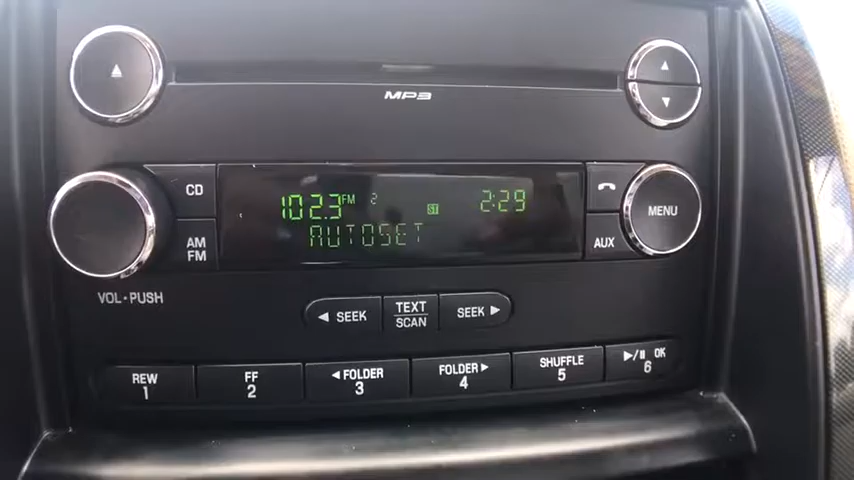 MP3
CD
102.3 FM 2 ST 2:29
MENU
AM
FM
AUTOSET
AUX
VOL•PUSH
◄ SEEK
TEXT
SCAN
SEEK ►
REW
1
FF
2
◄FOLDER
3
FOLDER►
4
SHUFFLE
5
►/II OK
6